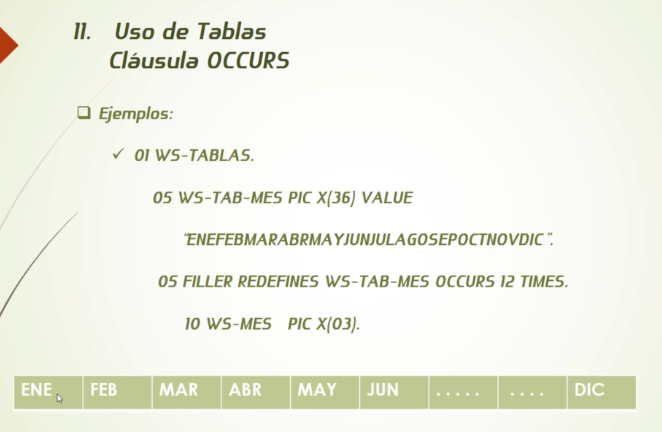 11. Uso de Tablas
Cláusula OCCURS
Ejemplos:
01 WS-TABLAS.
05 WS-TAB-MES PIC X(36) VALUE
“ENEFEBMARABRMAYJUNJULAGOSEPOCTNOVDIC”.
05 FILLER REDEFINES WS-TAB-MES OCCURS 12 TIMES.
10 WS-MES PIC X(03).
ENE FEB MAR ABR MAY JUN ..... .... DIC